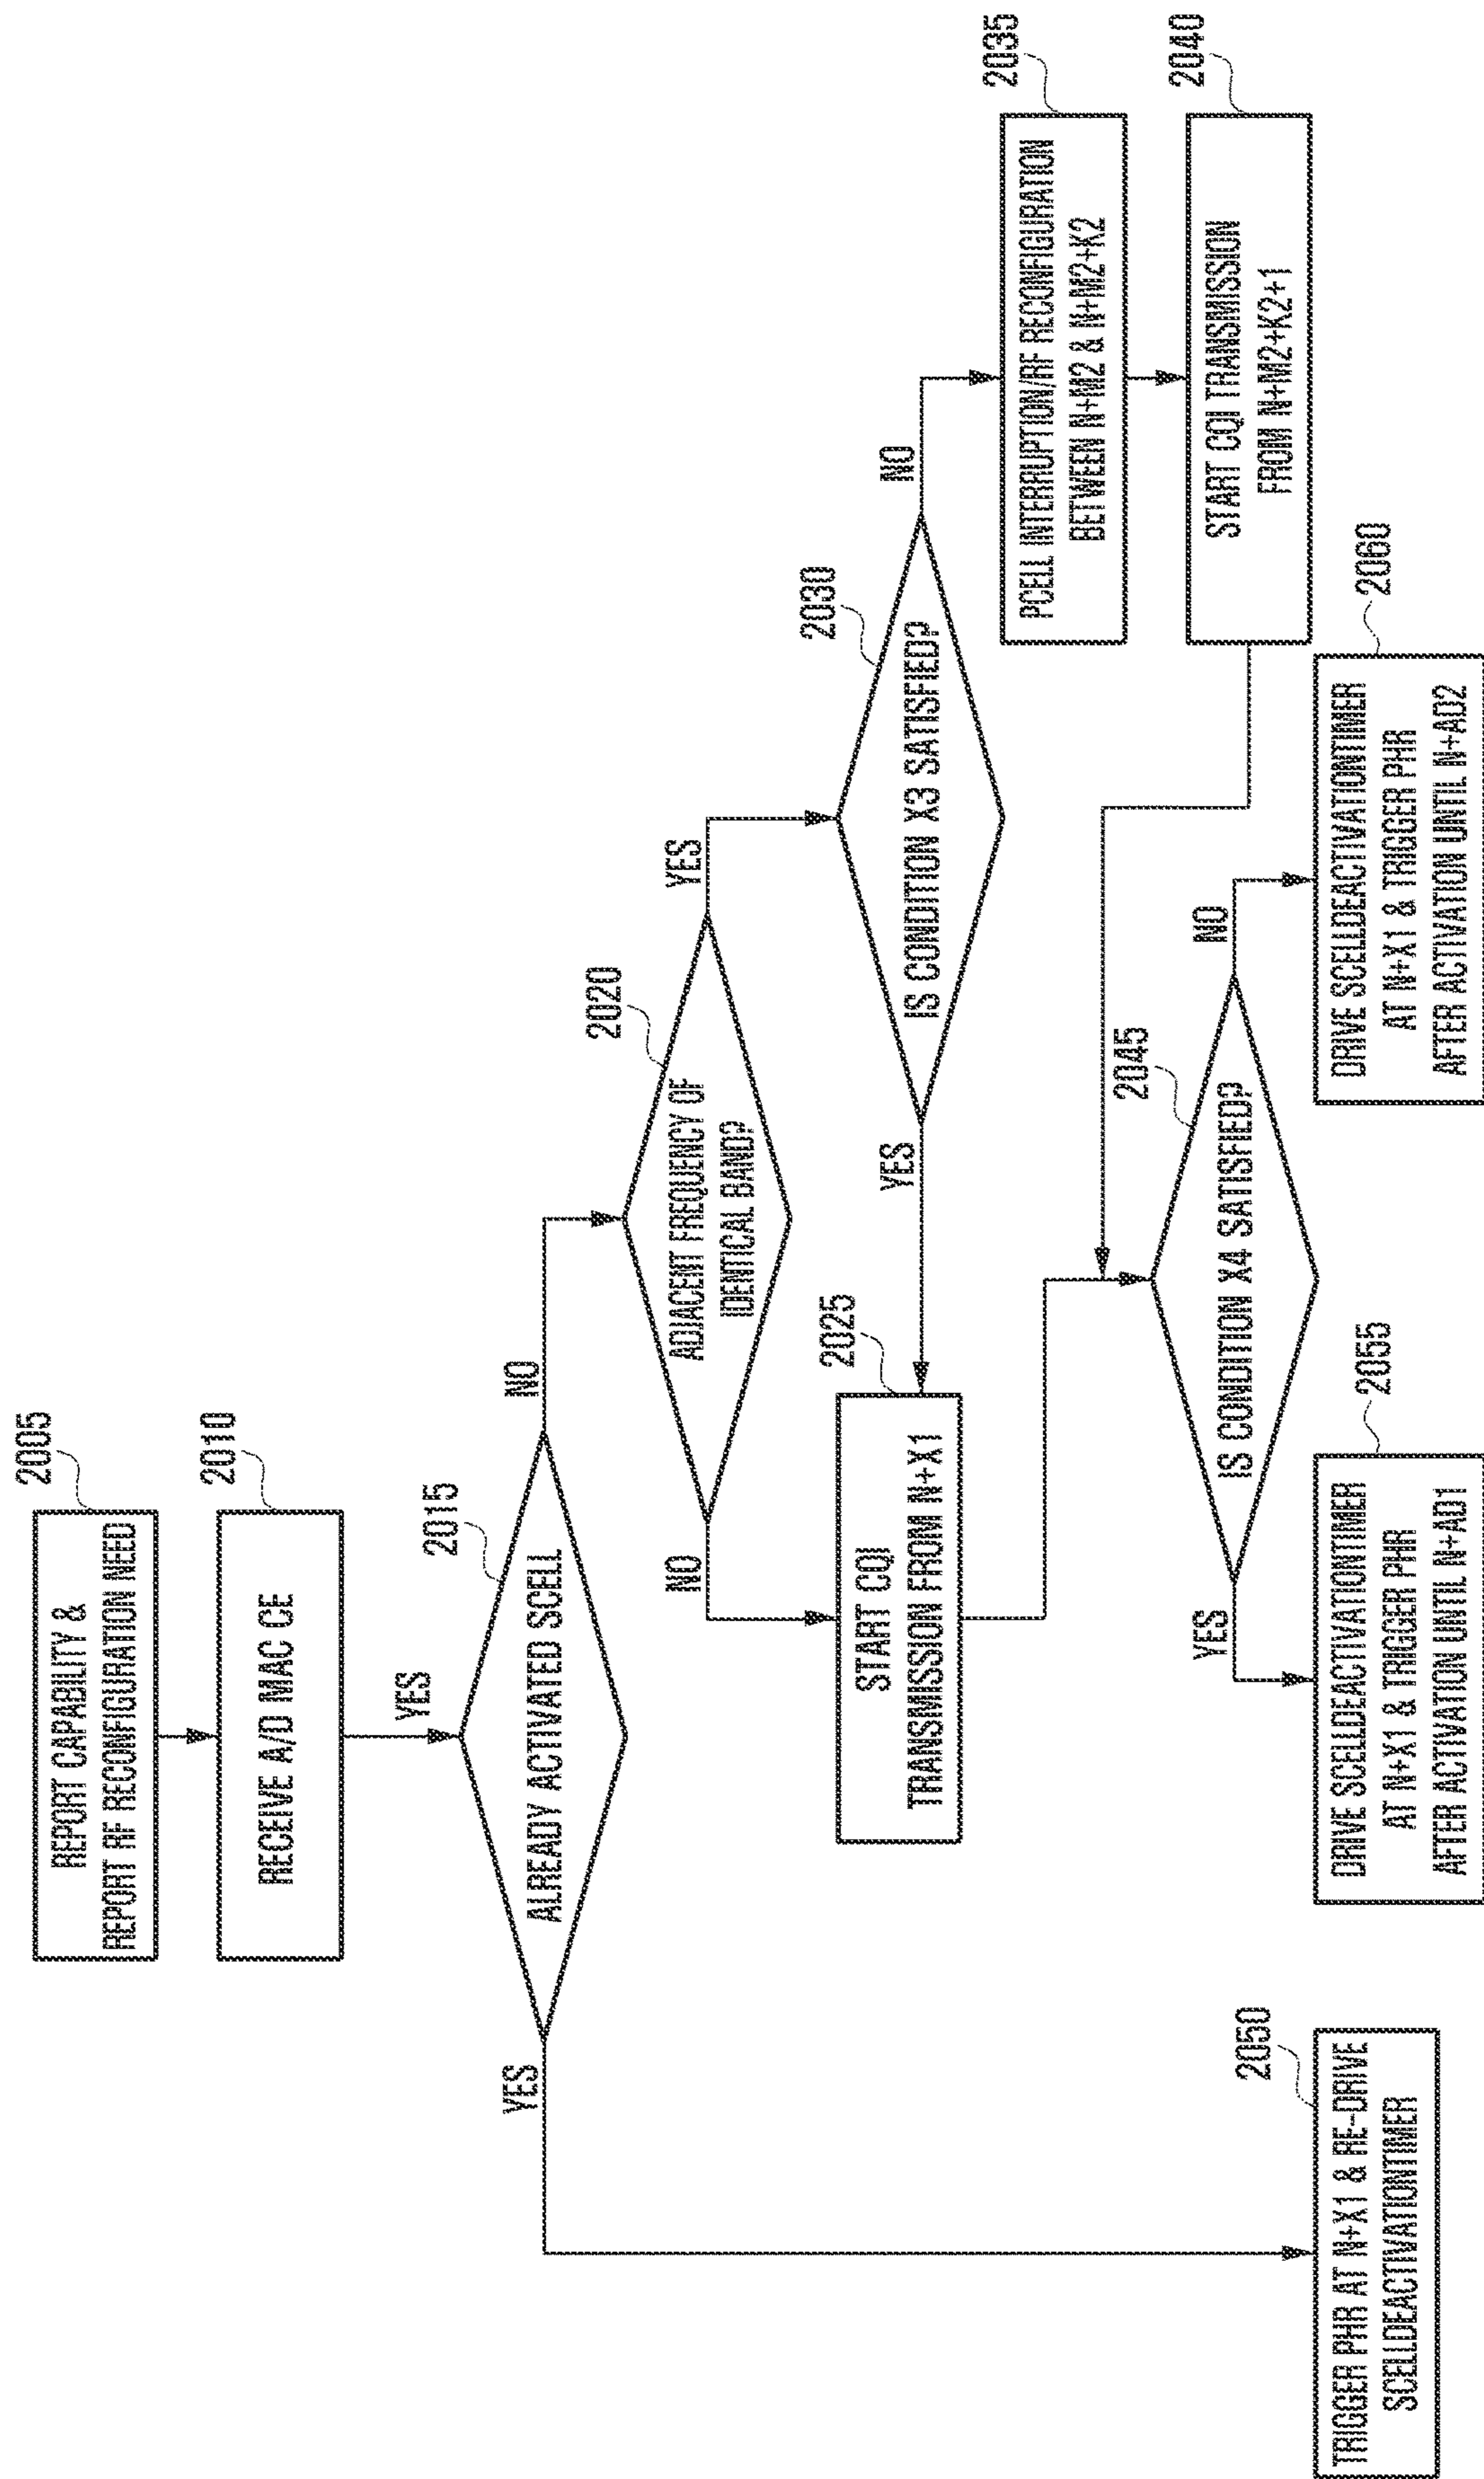 2005
REPORT CAPABILITY &
REPORT RF RECONFIGURATION NEED
2010
RECEIVE A/D MAC CE
YES
2015
ALREADY ACTIVATED SCELL
YES
NO
2020
ADJACENT FREQUENCY OF
IDENTICAL BAND?
NO
YES
2025
START CQI
TRANSMISSION FROM N+X1
2030
IS CONDITION X3 SATISFIED?
YES
NO
2035
PCELL INTERRUPTION/RF RECONFIGURATION
BETWEEN N+M2 & N+M2+K2
2040
START CQI TRANSMISSION
FROM N+M2+K2+1
2045
IS CONDITION X4 SATISFIED?
YES
NO
2050
TRIGGER PHR AT N+X1 & RE-DRIVE
SCELLDEACTIVATIONTIMER
2055
DRIVE SCELLDEACTIVATIONTIMER
AT N+X1 & TRIGGER PHR
AFTER ACTIVATION UNTIL N+AD1
2060
DRIVE SCELLDEACTIVATIONTIMER
AT N+X1 & TRIGGER PHR
AFTER ACTIVATION UNTIL N+AD2